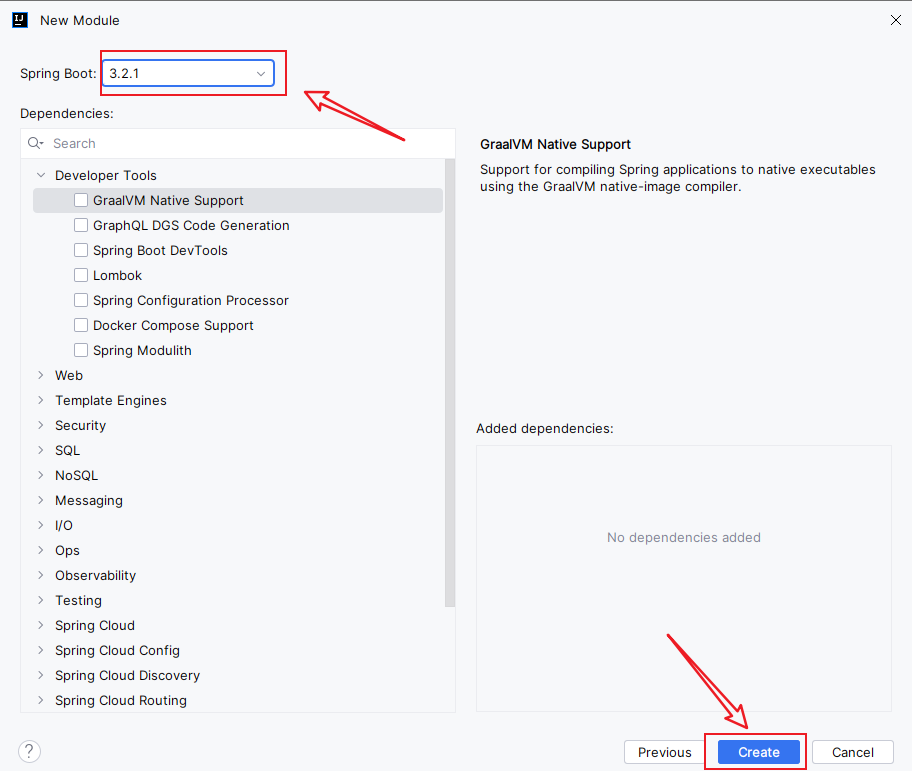 New Module
Spring Boot: 3.2.1
Dependencies:
Search
Developer Tools
GraalVM Native Support
GraphQL DGS Code Generation
Spring Boot DevTools
Lombok
Spring Configuration Processor
Docker Compose Support
Spring Modulith
Web
Template Engines
Security
SQL
NoSQL
Messaging
I/O
Ops
Observability
Testing
Spring Cloud
Spring Cloud Config
Spring Cloud Discovery
Spring Cloud Routing
GraalVM Native Support
Support for compiling Spring applications to native executables
using the GraalVM native-image compiler.
Added dependencies:
No dependencies added
?
Previous
Create
Cancel